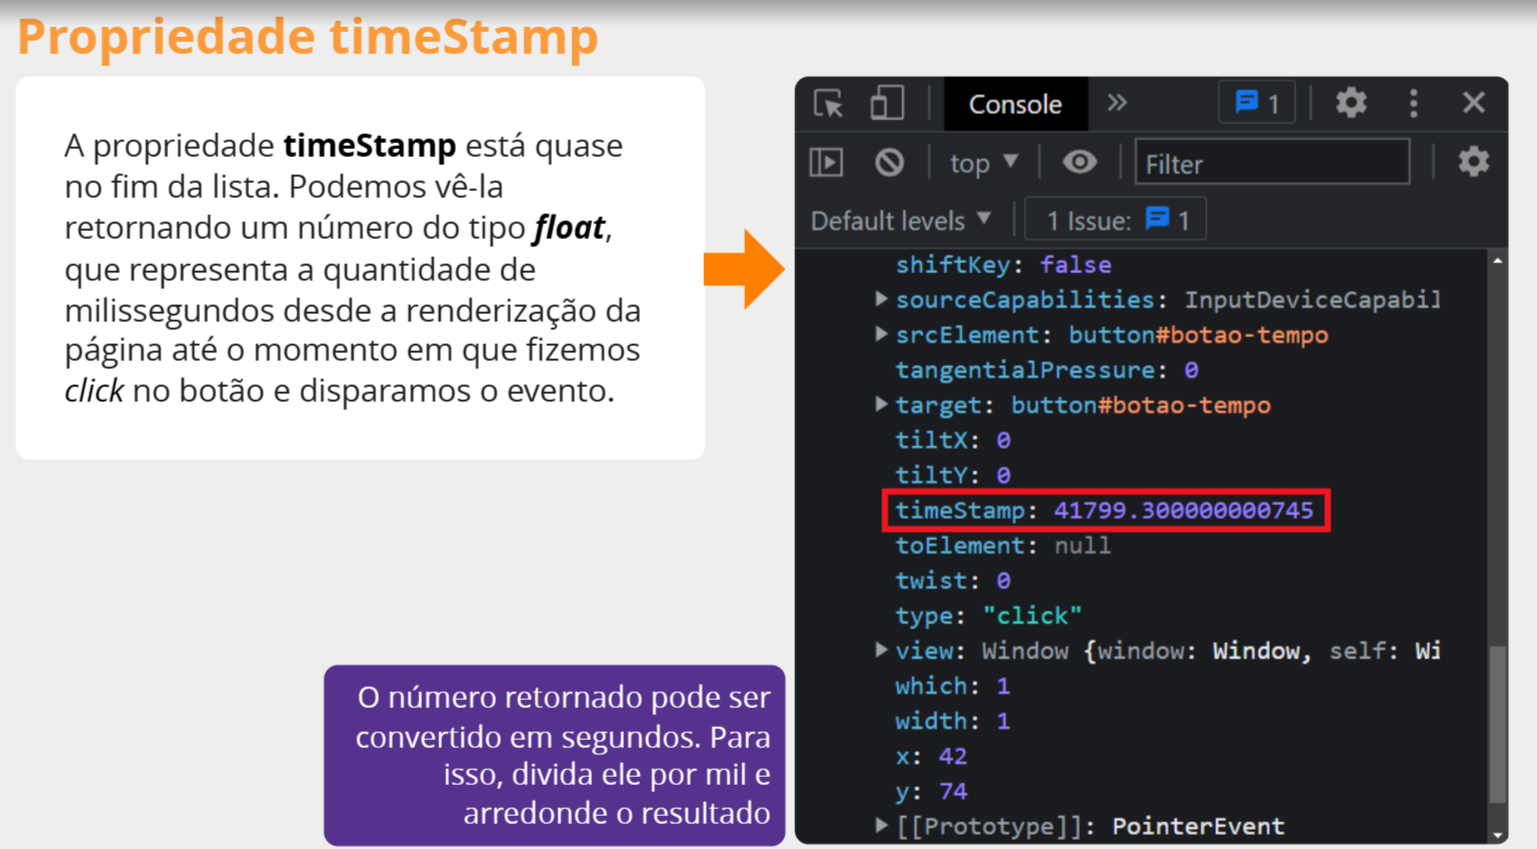 Propriedade timeStamp
A propriedade timeStamp está quase
no fim da lista. Podemos vê-la
retornando um número do tipo float,
que representa a quantidade de
milissegundos desde a renderização da
página até o momento em que fizemos
click no botão e disparamos o evento.
O número retornado pode ser
convertido em segundos. Para
isso, divida ele por mil e
arredonde o resultado
Console » 1
top Filter
Default levels 1 Issue: 1
shiftKey: false
sourceCapabilities: InputDeviceCapabil
srcElement: button#botao-tempo
tangentialPressure: 0
target: button#botao-tempo
tiltX: 0
tiltY: 0
timeStamp: 41799.300000000745
toElement: null
twist: 0
type: "click"
view: Window {window: Window, self: Wi
which: 1
width: 1
x: 42
y: 74
[[Prototype]]: PointerEvent